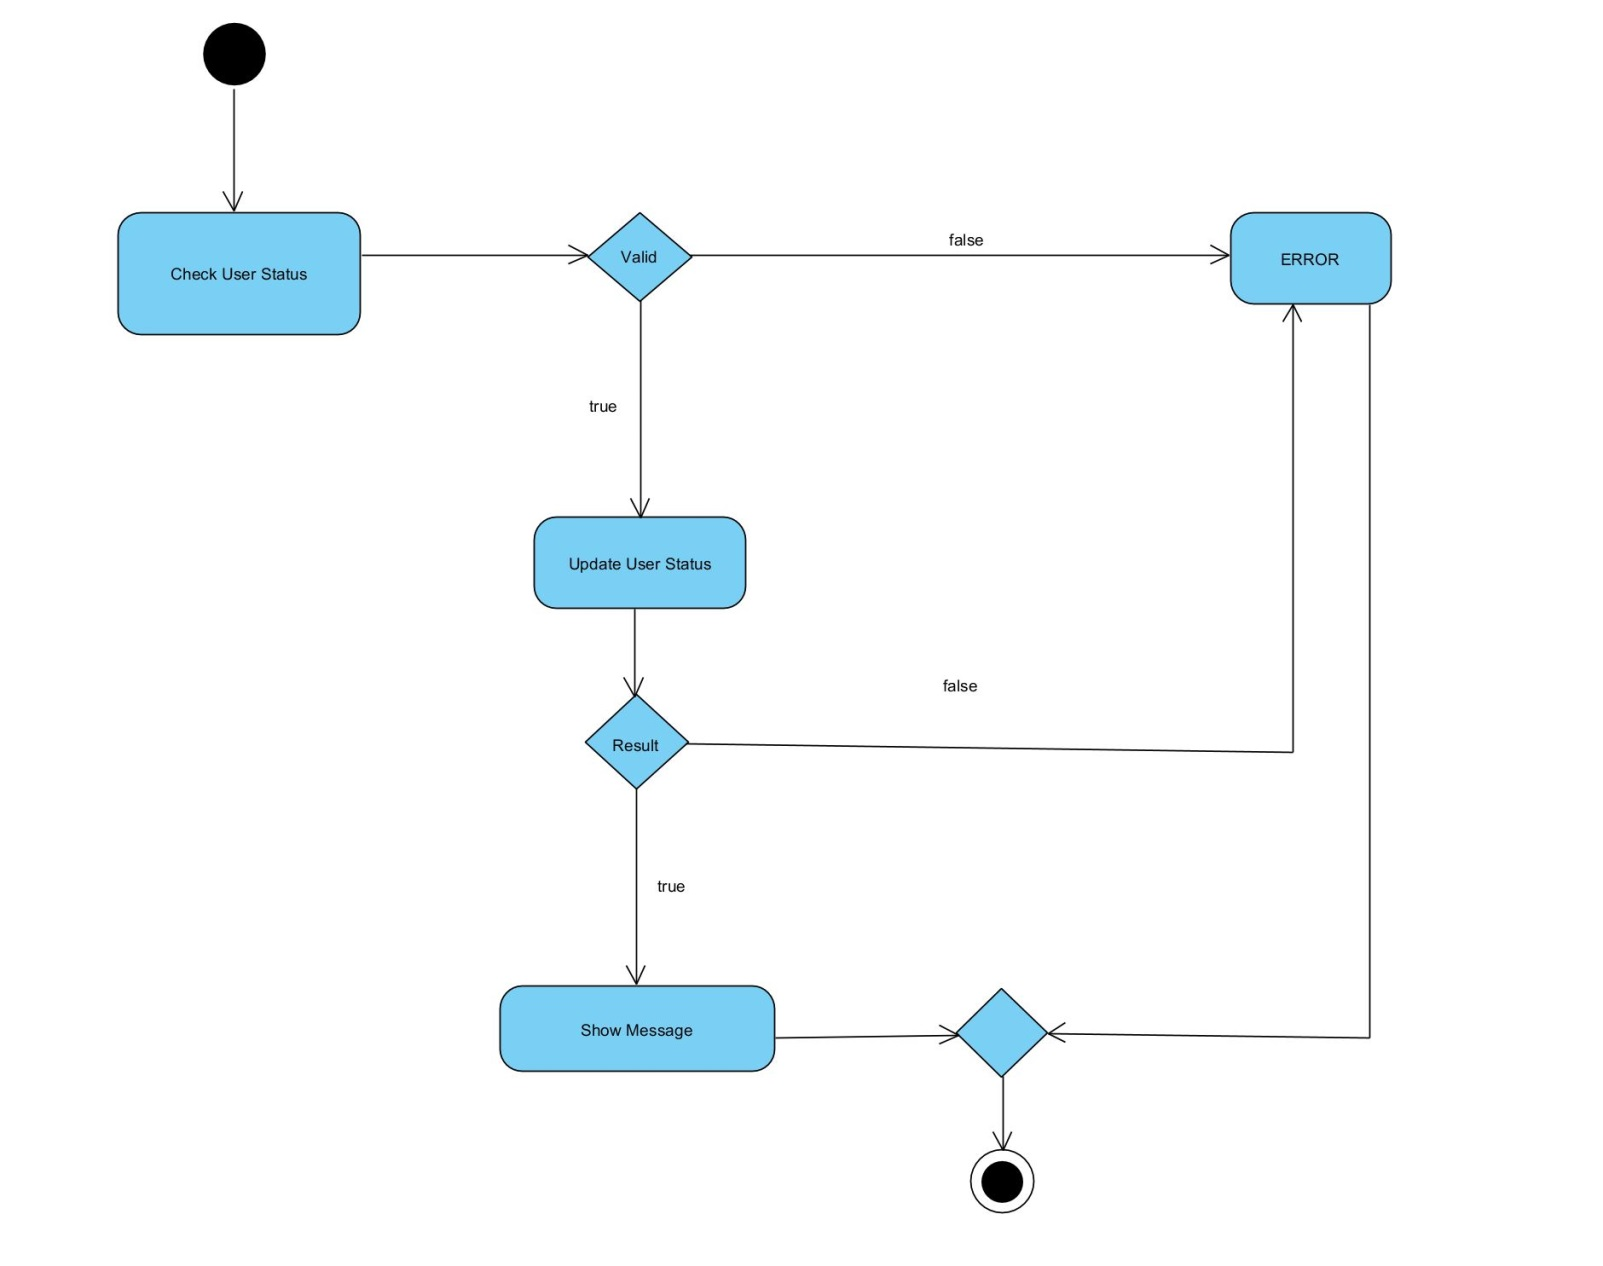 Check User Status
Valid
false
ERROR
true
Update User Status
false
Result
true
Show Message